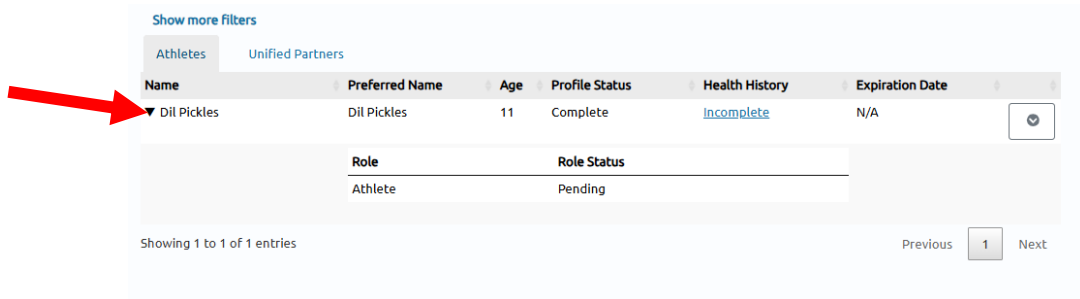 Show more filters
Athletes Unified Partners
Name Preferred Name Age Profile Status Health History Expiration Date
Dil Pickles Dil Pickles 11 Complete Incomplete N/A
Role Role Status
Athlete Pending
Showing 1 to 1 of 1 entries Previous 1 Next